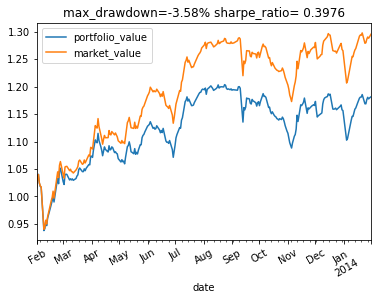 max_drawdown=-3.58% sharpe_ratio= 0.3976
portfolio_value
market_value
1.30
1.25
1.20
1.15
1.10
1.05
1.00
0.95
Feb Mar Apr May Jun Jul Aug Sep Oct Nov Dec Jan
2014
date